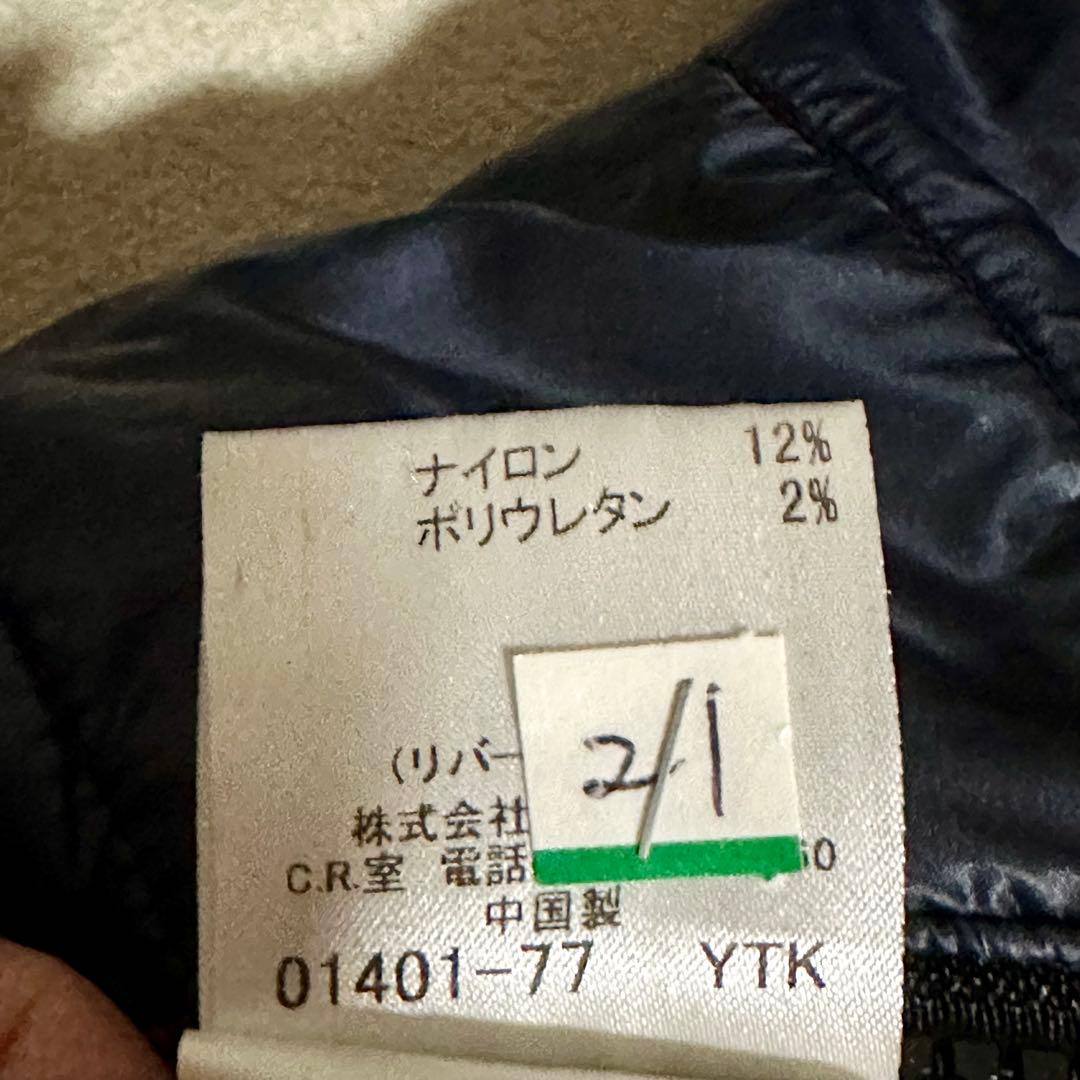 ナイロン 12%
ポリウレタン 2%
2/1
(リバー
株式会社
C.R.室 電話 60
中国製
01401-77 YTK